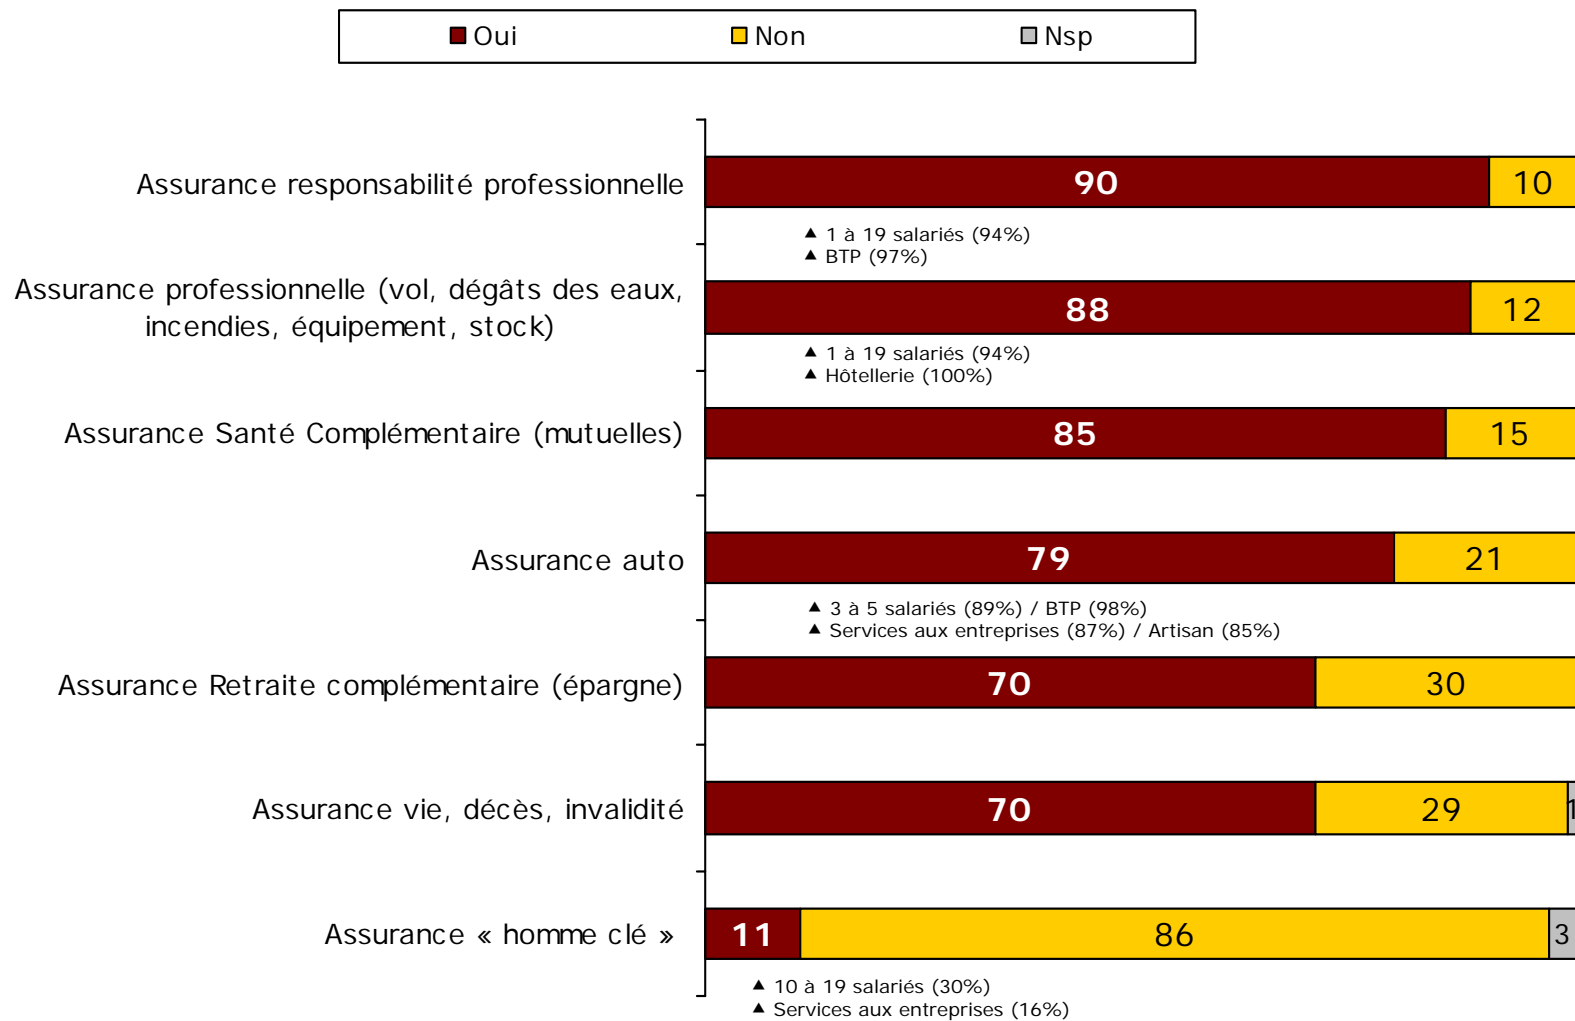 Oui Non Nsp
Assurance responsabilité professionnelle 90 10
▲ 1 à 19 salariés (94%)
▲ BTP (97%)
Assurance professionnelle (vol, dégâts des eaux,
incendies, équipement, stock)
88 12
▲ 1 à 19 salariés (94%)
▲ Hôtellerie (100%)
Assurance Santé Complémentaire (mutuelles) 85 15
Assurance auto 79 21
▲ 3 à 5 salariés (89%) / BTP (98%)
▲ Services aux entreprises (87%) / Artisan (85%)
Assurance Retraite complémentaire (épargne) 70 30
Assurance vie, décès, invalidité 70 29 1
Assurance « homme clé » 11 86 3
▲ 10 à 19 salariés (30%)
▲ Services aux entreprises (16%)